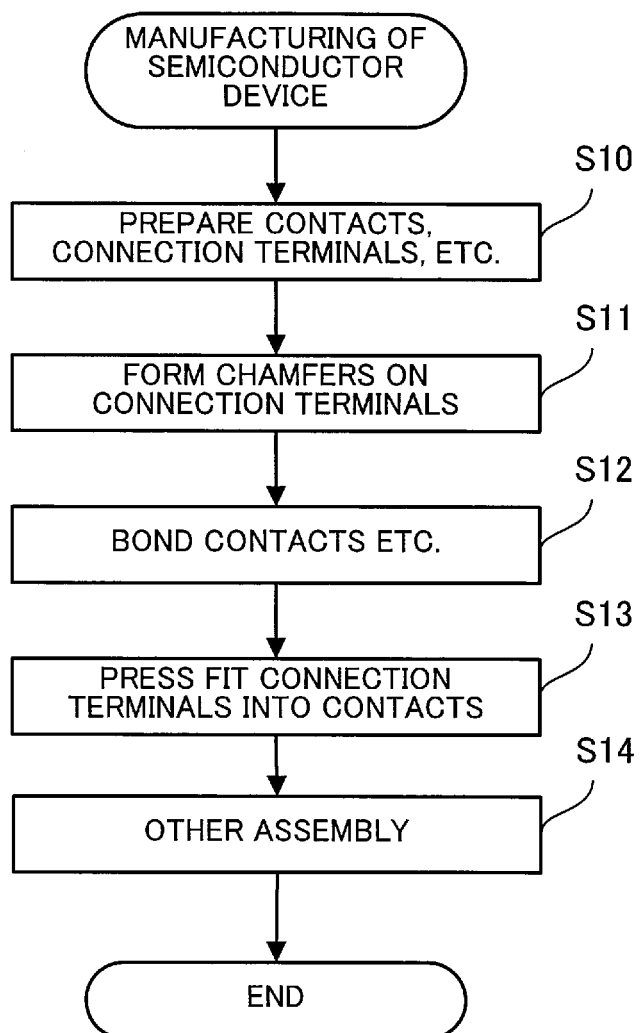 MANUFACTURING OF
SEMICONDUCTOR
DEVICE
S10
PREPARE CONTACTS,
CONNECTION TERMINALS, ETC.
S11
FORM CHAMFERS ON
CONNECTION TERMINALS
S12
BOND CONTACTS ETC.
S13
PRESS FIT CONNECTION
TERMINALS INTO CONTACTS
S14
OTHER ASSEMBLY
END